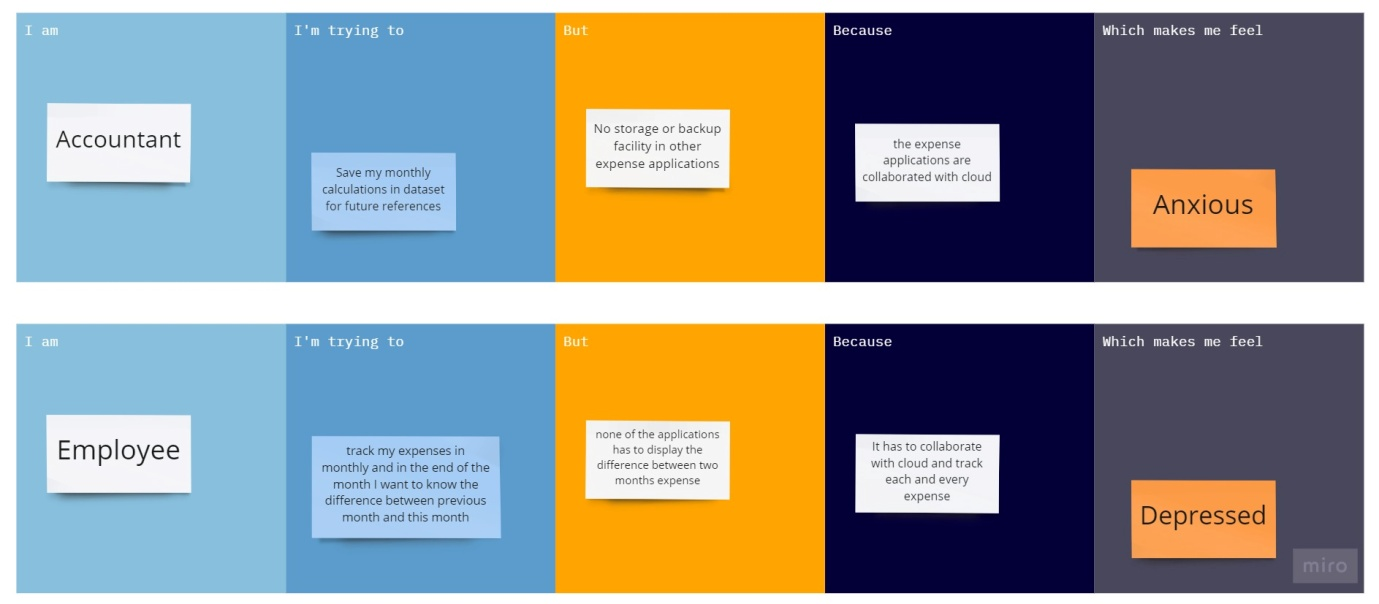 I am
I'm trying to
But
Because
Which makes me feel
Accountant
Save my monthly
calculations in dataset
for future references
No storage or backup
facility in other
expense applications
the expense
applications are
collaborated with cloud
Anxious
I am
I'm trying to
But
Because
Which makes me feel
Employee
track my expenses in
monthly and in the end of the
month I want to know the
difference between previous
month and this month
none of the applications
has to display the
difference between two
months expense
It has to collaborate
with cloud and track
each and every
expense
Depressed
miro